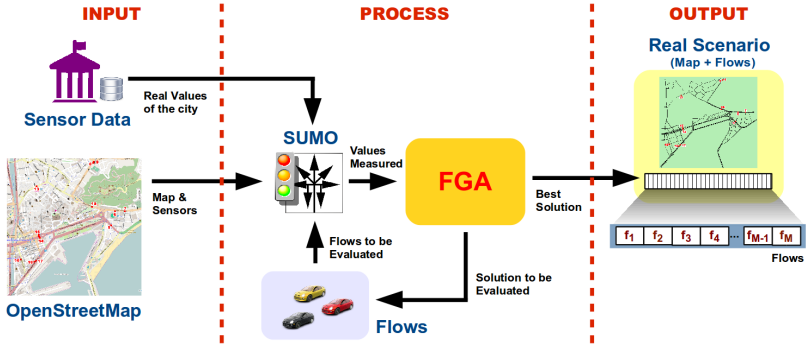 INPUT
PROCESS
OUTPUT
Sensor Data
Real Values
of the city
OpenStreetMap
Map &
Sensors
SUMO
Values
Measured
FGA
Flows to be
Evaluated
Flows
Solution to be
Evaluated
Best
Solution
Real Scenario
(Map + Flows)
f1 f2 f3 f4 ... fM-1 fM
Flows